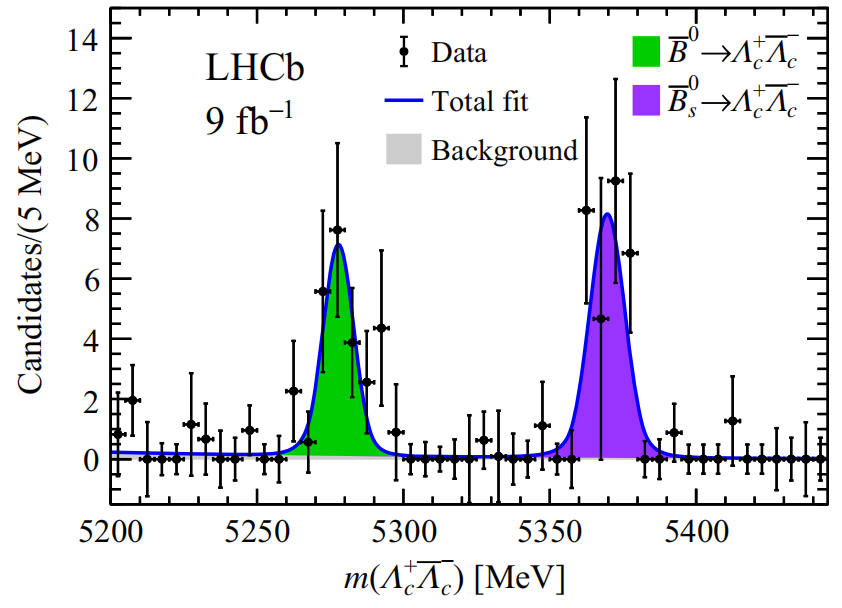 LHCb
9 fb⁻¹
Data
Total fit
Background
B̅⁰→Λc⁺Λ̅c⁻
B̅s⁰→Λc⁺Λ̅c⁻
Candidates/(5 MeV)
14
12
10
8
6
4
2
0
5200 5250 5300 5350 5400
m(Λc⁺Λ̅c⁻) [MeV]